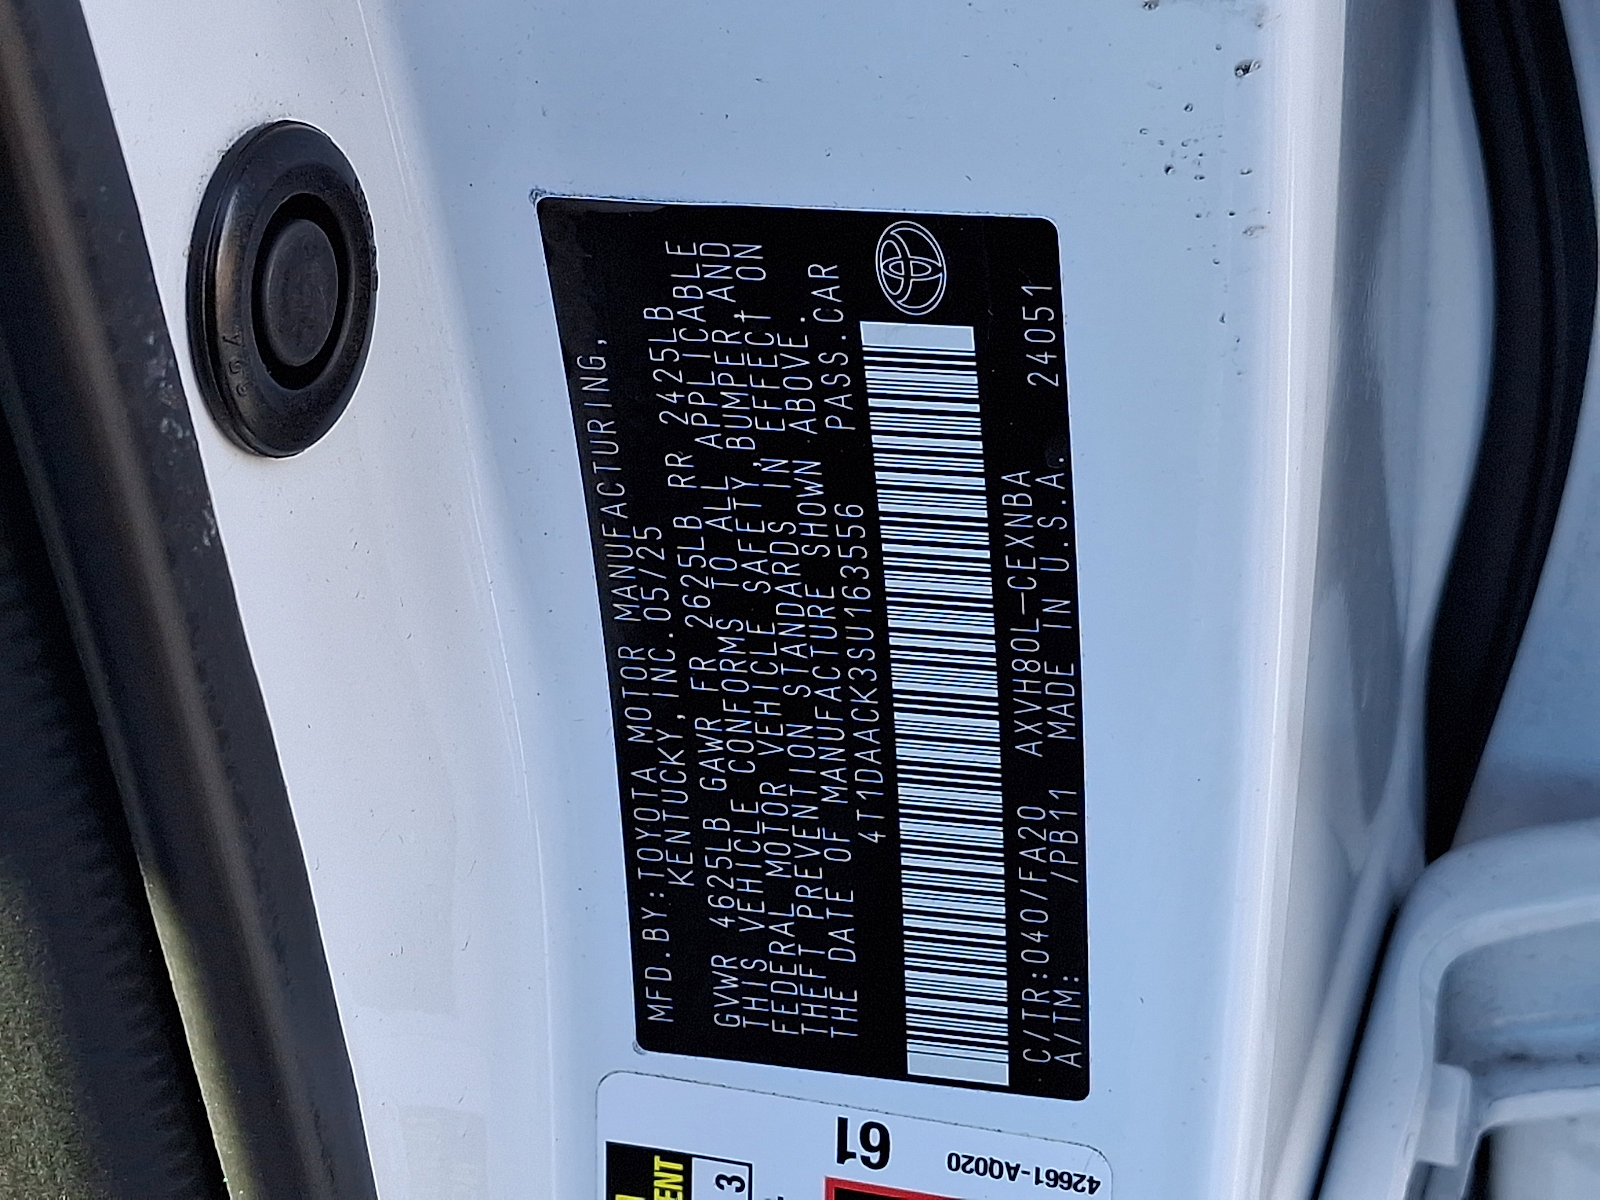 MFD.BY:TOYOTA MOTOR MANUFACTURING,
KENTUCKY, INC. 05/25
GVWR 4625LB GAWR FR 2625LB RR 2425LB
THIS VEHICLE CONFORMS TO ALL APPLICABLE
FEDERAL MOTOR VEHICLE SAFETY, BUMPER, AND
THEFT PREVENTION STANDARDS IN EFFECT ON
THE DATE OF MANUFACTURE SHOWN ABOVE.
4T1DAACK3SU163556 PASS.CAR
C/TR:040/FA20 AXVH80L-CEXNBA 24051
A/TM: /PB11 MADE IN U.S.A.
61
42661-AQ020
3